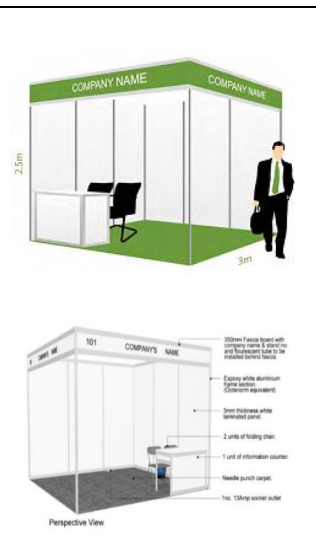 COMPANY NAME
COMPANY NAME
2.5m
3m
101
COMPANY'S NAME
350mm Fascia board with
company name & stand no.
and flourescent tube to be
installed behind fascia.
Expoxy white aluminium
frame section.
(Octanorm equivalent)
3mm thickness white
laminated panel.
2 units of folding chair.
1 unit of information counter.
Needle punch carpet.
1no. 13Amp socket outlet
Perspective View